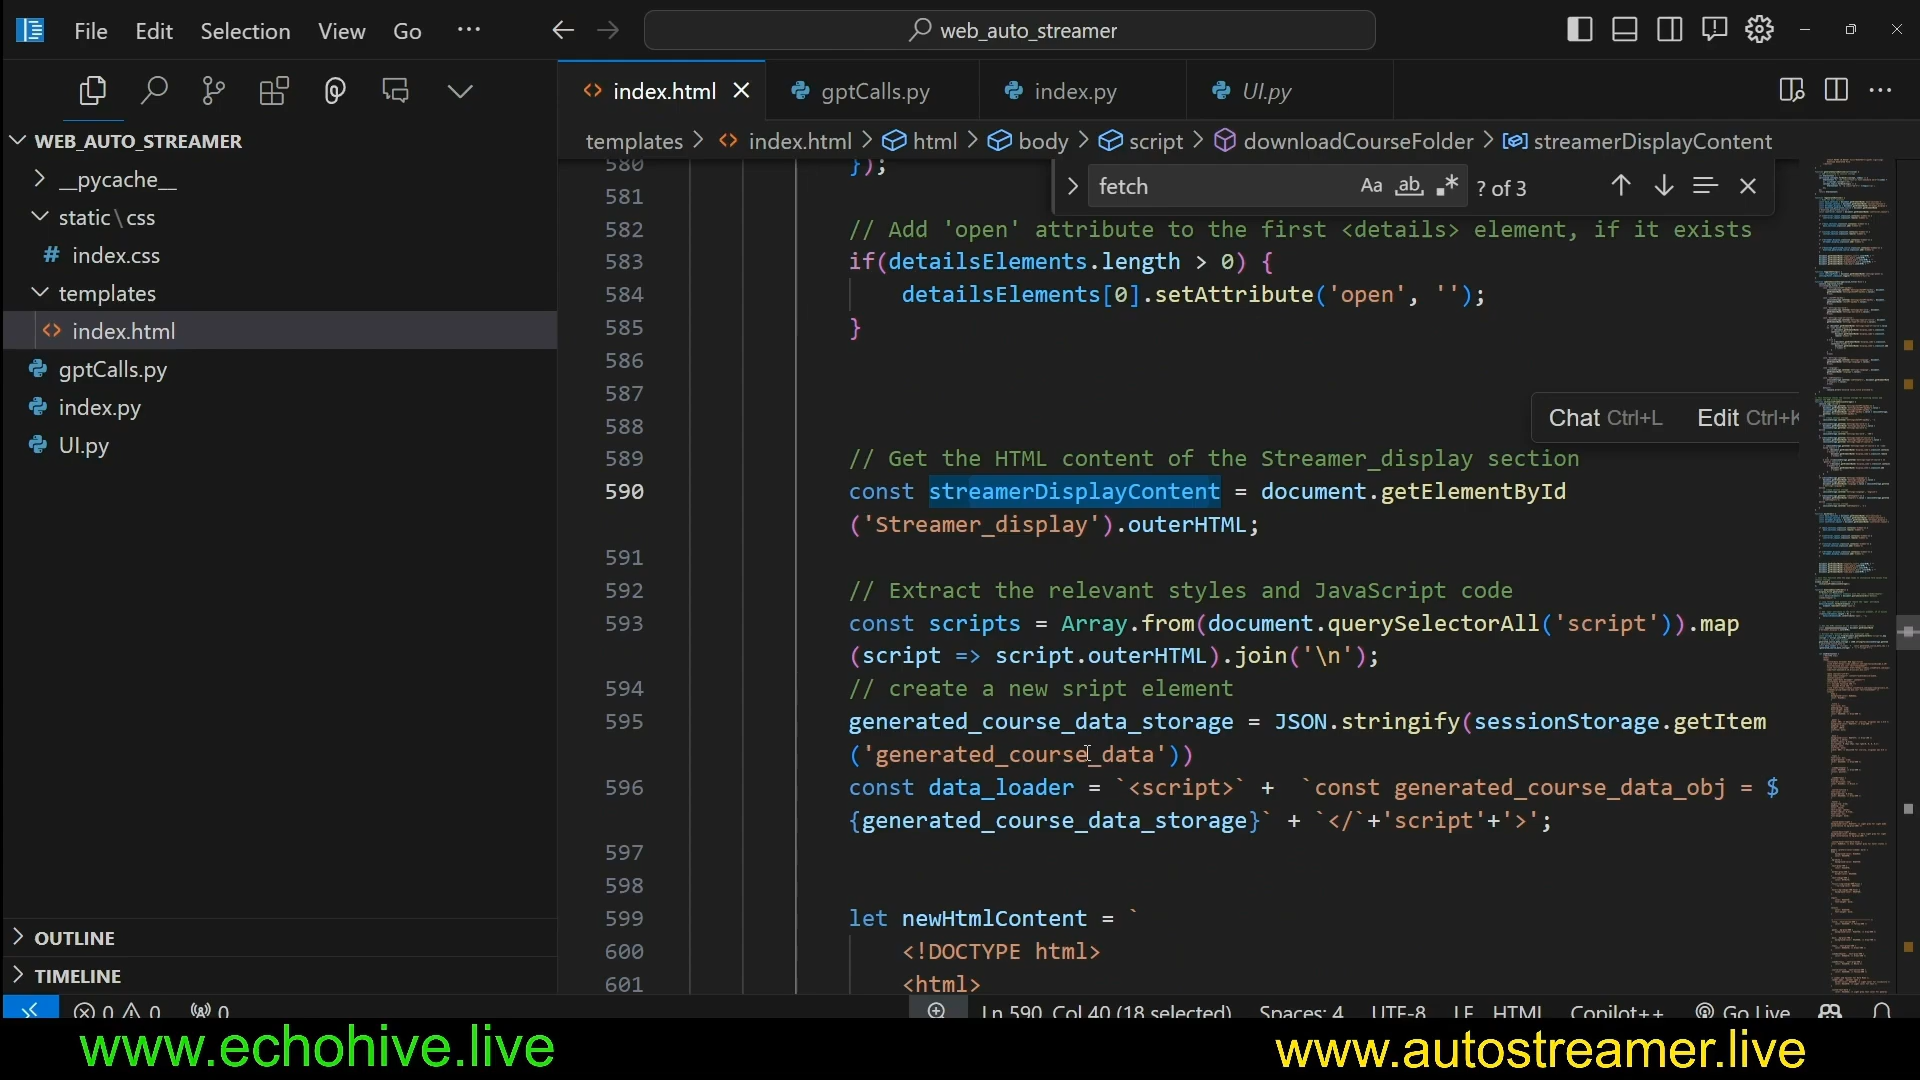 File Edit Selection View Go ··· web_auto_streamer
index.html gptCalls.py index.py UI.py
WEB_AUTO_STREAMER
__pycache__
static\css
index.css
templates
index.html
gptCalls.py
index.py
UI.py
OUTLINE
TIMELINE
templates > index.html > html > body > script > downloadCourseFolder > streamerDisplayContent
fetch Aa ab ? of 3
580 });
581
582 // Add 'open' attribute to the first <details> element, if it exists
583 if(detailsElements.length > 0) {
584 detailsElements[0].setAttribute('open', '');
585 }
586
587
588
Chat Ctrl+L Edit Ctrl+K
589 // Get the HTML content of the Streamer_display section
590 const streamerDisplayContent = document.getElementById
('Streamer_display').outerHTML;
591
592 // Extract the relevant styles and JavaScript code
593 const scripts = Array.from(document.querySelectorAll('script')).map
(script => script.outerHTML).join('\n');
594 // create a new sript element
595 generated_course_data_storage = JSON.stringify(sessionStorage.getItem
('generated_course_data'))
596 const data_loader = `<script>` + `const generated_course_data_obj = $
{generated_course_data_storage}` + `</`+'script'+'>';
597
598
599 let newHtmlContent = `
600 <!DOCTYPE html>
601 <html>
0 0 0 Ln 590, Col 40 (18 selected) Spaces: 4 UTF-8 LF HTML Copilot++ Go Live
www.echohive.live
www.autostreamer.live